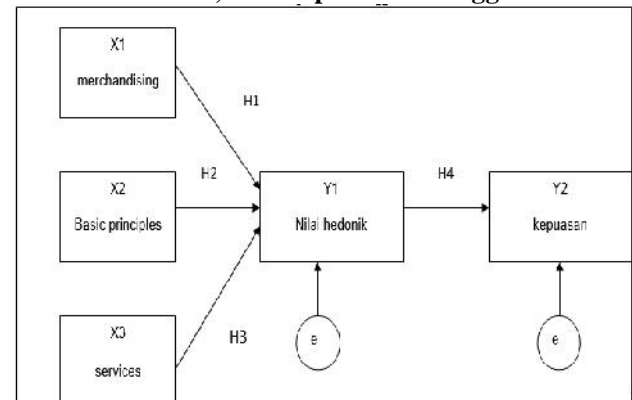 X1
merchandising
H1
X2
Basic principles
H2
Y1
Nilai hedonik
H4
Y2
kepuasan
X3
services
H3
e
e